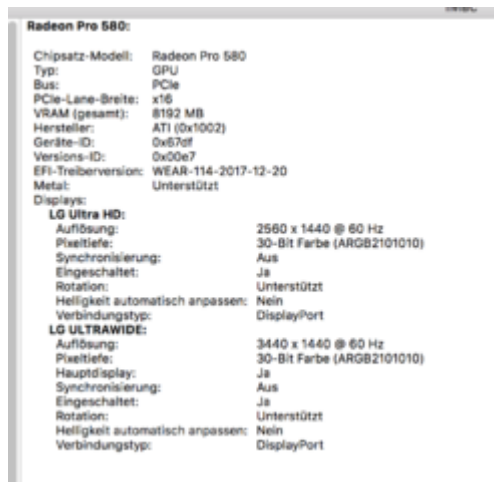 Radeon Pro 580:
Chipsatz-Modell: Radeon Pro 580
Typ: GPU
Bus: PCIe
PCIe-Lane-Breite: x16
VRAM (gesamt): 8192 MB
Hersteller: ATI (0x1002)
Geräte-ID: 0x67df
Versions-ID: 0x00e7
EFI-Treiberversion: WEAR-114-2017-12-20
Metal: Unterstützt
Displays:
LG Ultra HD:
Auflösung: 2560 x 1440 @ 60 Hz
Pixeltiefe: 30-Bit Farbe (ARGB2101010)
Synchronisierung: Aus
Eingeschaltet: Ja
Rotation: Unterstützt
Helligkeit automatisch anpassen: Nein
Verbindungstyp: DisplayPort
LG ULTRAWIDE:
Auflösung: 3440 x 1440 @ 60 Hz
Pixeltiefe: 30-Bit Farbe (ARGB2101010)
Hauptdisplay: Ja
Synchronisierung: Aus
Eingeschaltet: Ja
Rotation: Unterstützt
Helligkeit automatisch anpassen: Nein
Verbindungstyp: DisplayPort